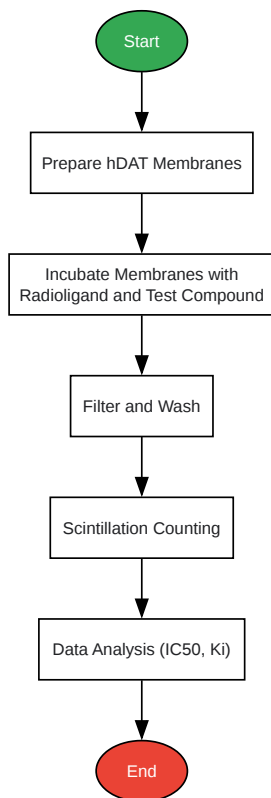 Start
Prepare hDAT Membranes
Incubate Membranes with
Radioligand and Test Compound
Filter and Wash
Scintillation Counting
Data Analysis (IC50, Ki)
End